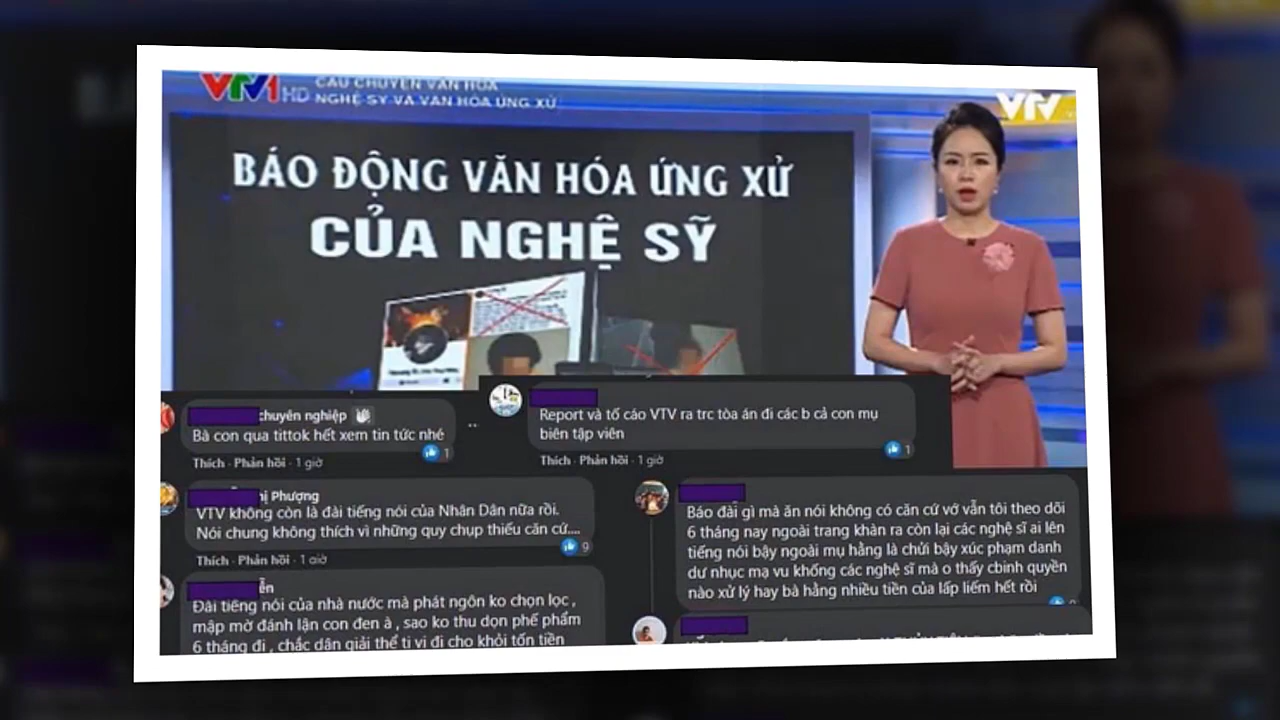 VTV1 HD
CÂU CHUYỆN VĂN HÓA
NGHỆ SỸ VÀ VĂN HÓA ỨNG XỬ
VTV
BÁO ĐỘNG VĂN HÓA ỨNG XỬ
CỦA NGHỆ SỸ
chuyên nghiệp
Bà con qua tittok hết xem tin tức nhé
1
Thích · Phản hồi · 1 giờ
Report và tố cáo VTV ra trc tòa án đi các b cả con mụ
biên tập viên
1
Thích · Phản hồi · 1 giờ
hị Phượng
VTV không còn là đài tiếng nói của Nhân Dân nữa rồi.
Nói chung không thích vì những quy chụp thiếu căn cứ....
9
Thích · Phản hồi · 1 giờ
ễn
Đài tiếng nói của nhà nước mà phát ngôn ko chọn lọc ,
mập mờ đánh lận con đen à , sao ko thu dọn phế phẩm
6 tháng đi , chắc dân giải thể ti vi đi cho khỏi tốn tiền
Báo đài gì mà ăn nói không có căn cứ vớ vẫn tôi theo dõi
6 tháng nay ngoài trang khàn ra còn lại các nghệ sĩ ai lên
tiếng nói bậy ngoài mụ hằng là chửi bậy xúc phạm danh
dư nhục mạ vu khống các nghệ sĩ mà o thấy cbinh quyền
nào xử lý hay bà hằng nhiều tiền của lấp liếm hết rồi